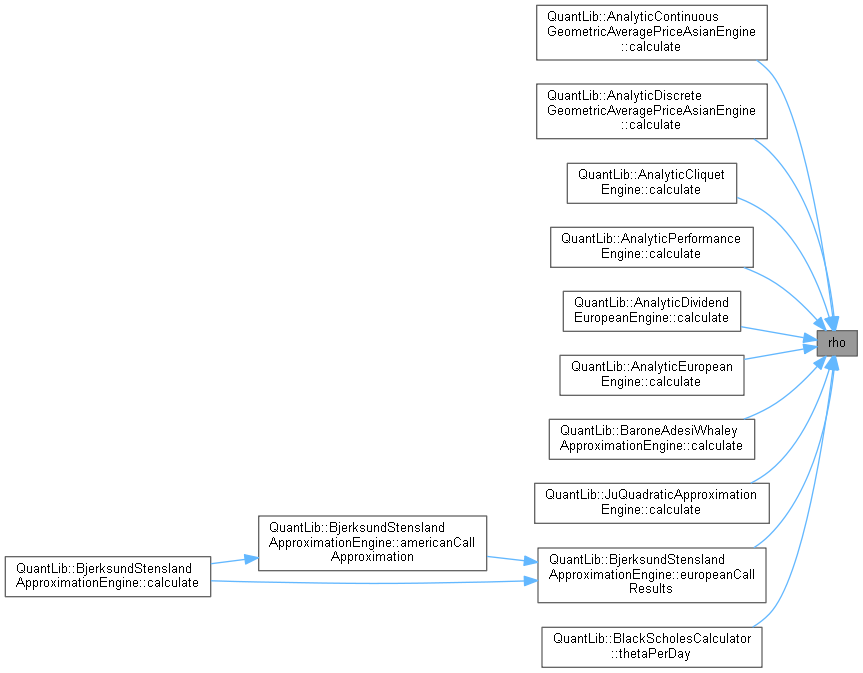 QuantLib::AnalyticContinuous
GeometricAveragePriceAsianEngine
::calculate
QuantLib::AnalyticDiscrete
GeometricAveragePriceAsianEngine
::calculate
QuantLib::AnalyticCliquet
Engine::calculate
QuantLib::AnalyticPerformance
Engine::calculate
QuantLib::AnalyticDividend
EuropeanEngine::calculate
rho
QuantLib::AnalyticEuropean
Engine::calculate
QuantLib::BaroneAdesiWhaley
ApproximationEngine::calculate
QuantLib::JuQuadraticApproximation
Engine::calculate
QuantLib::BjerksundStensland
ApproximationEngine::americanCall
Approximation
QuantLib::BjerksundStensland
ApproximationEngine::calculate
QuantLib::BjerksundStensland
ApproximationEngine::europeanCall
Results
QuantLib::BlackScholesCalculator
::thetaPerDay